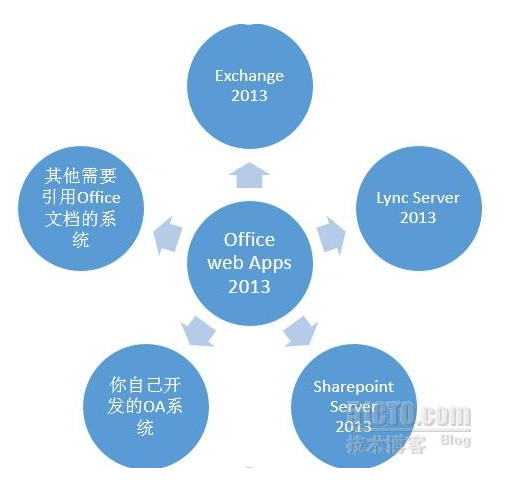 Exchange
2013
其他需要
引用Office
文档的系
统
Lync Server
2013
Office
web Apps
2013
你自己开
发的OA系
统
Sharepoint
Server
2013
51CTO.com
技术博客
Blog